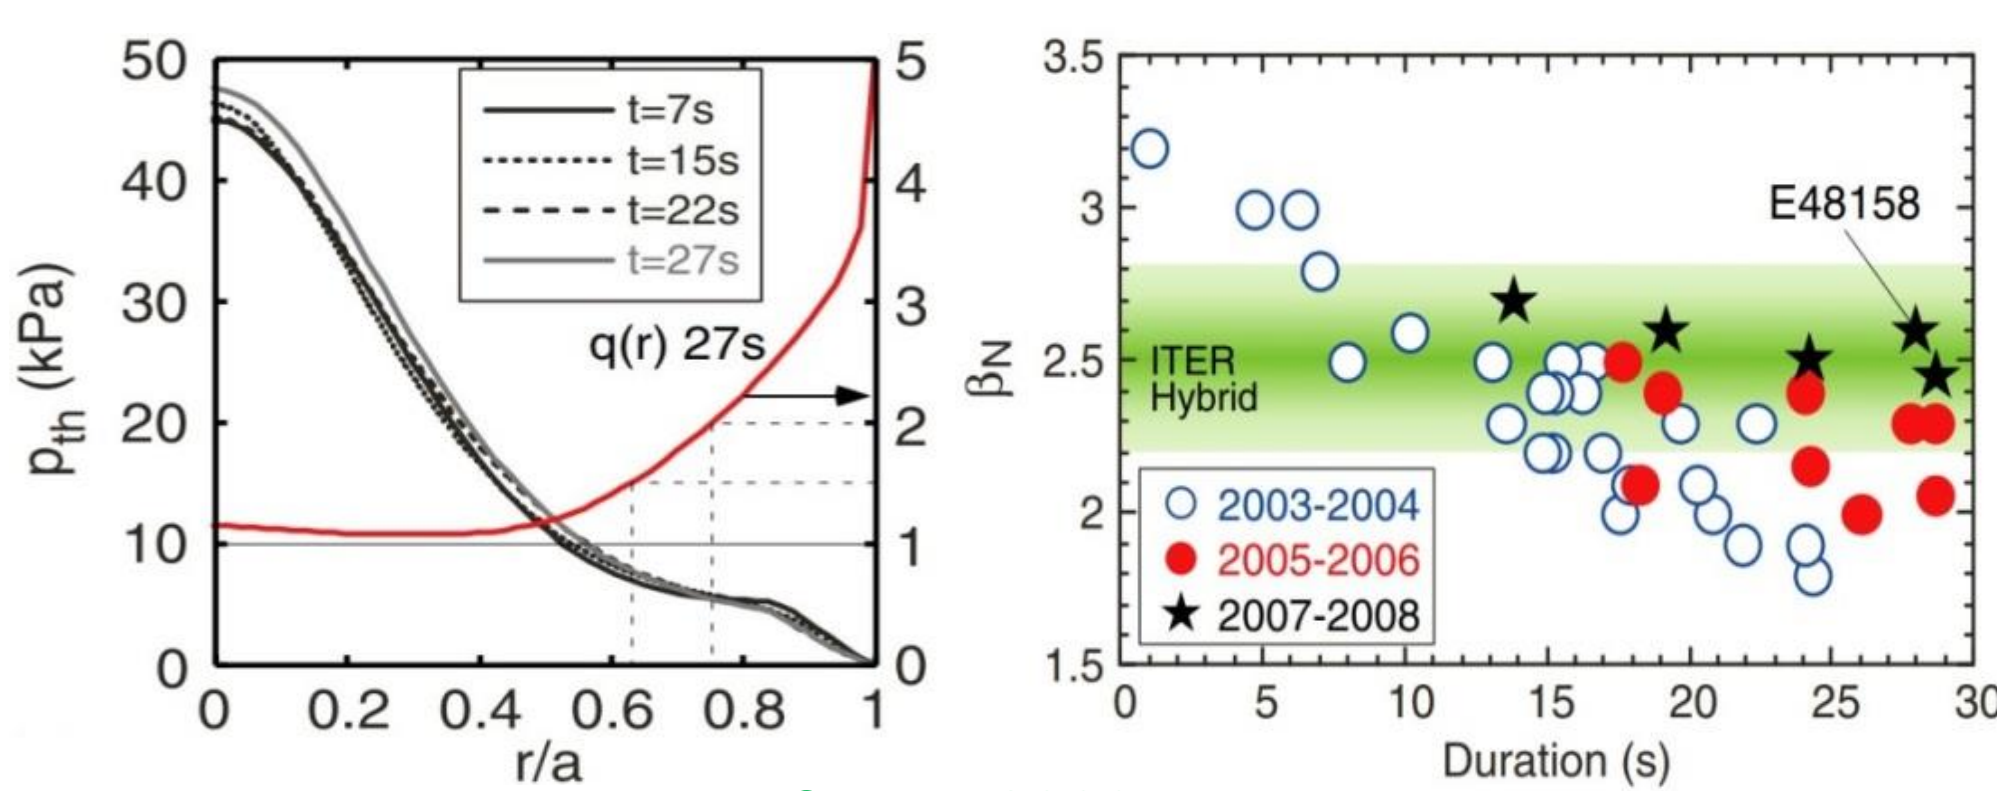 50
40
30
20
10
0
p_th (kPa)
0 0.2 0.4 0.6 0.8 1
r/a
5
4
3
2
1
0
t=7s
t=15s
t=22s
t=27s
q(r) 27s
3.5
3
2.5
2
1.5
β_N
0 5 10 15 20 25 30
Duration (s)
E48158
ITER
Hybrid
2003-2004
2005-2006
2007-2008